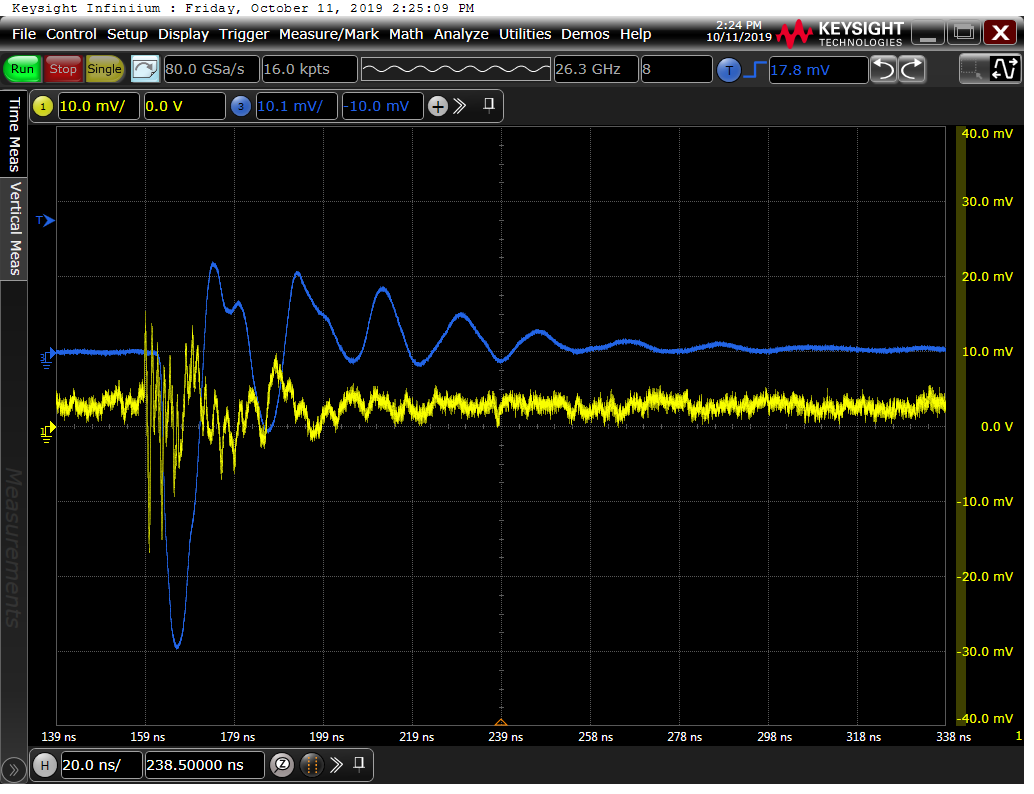 Keysight Infiniium : Friday, October 11, 2019 2:25:09 PM
File Control Setup Display Trigger Measure/Mark Math Analyze Utilities Demos Help
2:24 PM
10/11/2019
KEYSIGHT
TECHNOLOGIES
Run Stop Single 80.0 GSa/s 16.0 kpts 26.3 GHz 8 T 17.8 mV
1 10.0 mV/ 0.0 V 3 10.1 mV/ -10.0 mV
Time Meas
Vertical Meas
Measurements
40.0 mV
30.0 mV
T
20.0 mV
3
10.0 mV
1
0.0 V
-10.0 mV
-20.0 mV
-30.0 mV
-40.0 mV
139 ns 159 ns 179 ns 199 ns 219 ns 239 ns 258 ns 278 ns 298 ns 318 ns 338 ns 1
H 20.0 ns/ 238.50000 ns Z